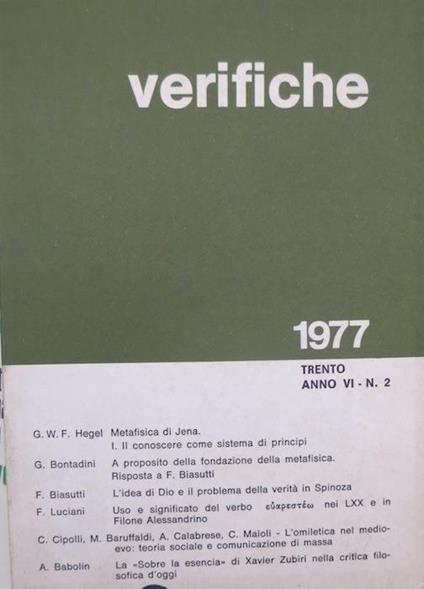 verifiche
1977
TRENTO
ANNO VI - N. 2
G. W. F. Hegel Metafisica di Jena.
I. Il conoscere come sistema di principi
G. Bontadini A proposito della fondazione della metafisica.
Risposta a F. Biasutti
F. Biasutti L'idea di Dio e il problema della verità in Spinoza
F. Luciani Uso e significato del verbo εὐαρεστέω nei LXX e in
Filone Alessandrino
C. Cipolli, M. Baruffaldi, A. Calabrese, C. Maioli - L'omiletica nel medio-
evo: teoria sociale e comunicazione di massa
A. Babolin La «Sobre la esencia» di Xavier Zubiri nella critica filo-
sofica d'oggi